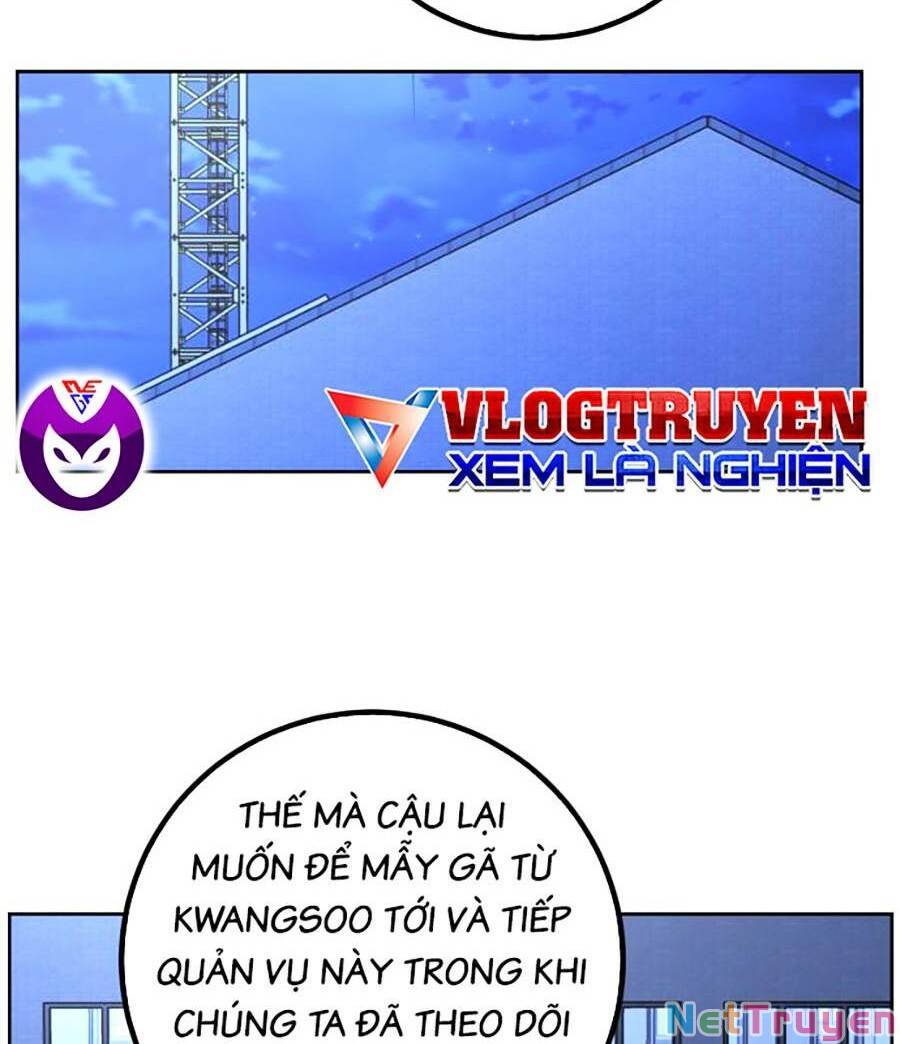 VLOGTRUYEN
XEM LÀ NGHIỆN
THẾ MÀ CẬU LẠI
MUỐN ĐỂ MẤY GÃ TỪ
KWANGSOO TỚI VÀ TIẾP
QUẢN VỤ NÀY TRONG KHI
CHÚNG TA ĐÃ THEO DÕI
NetTruyen